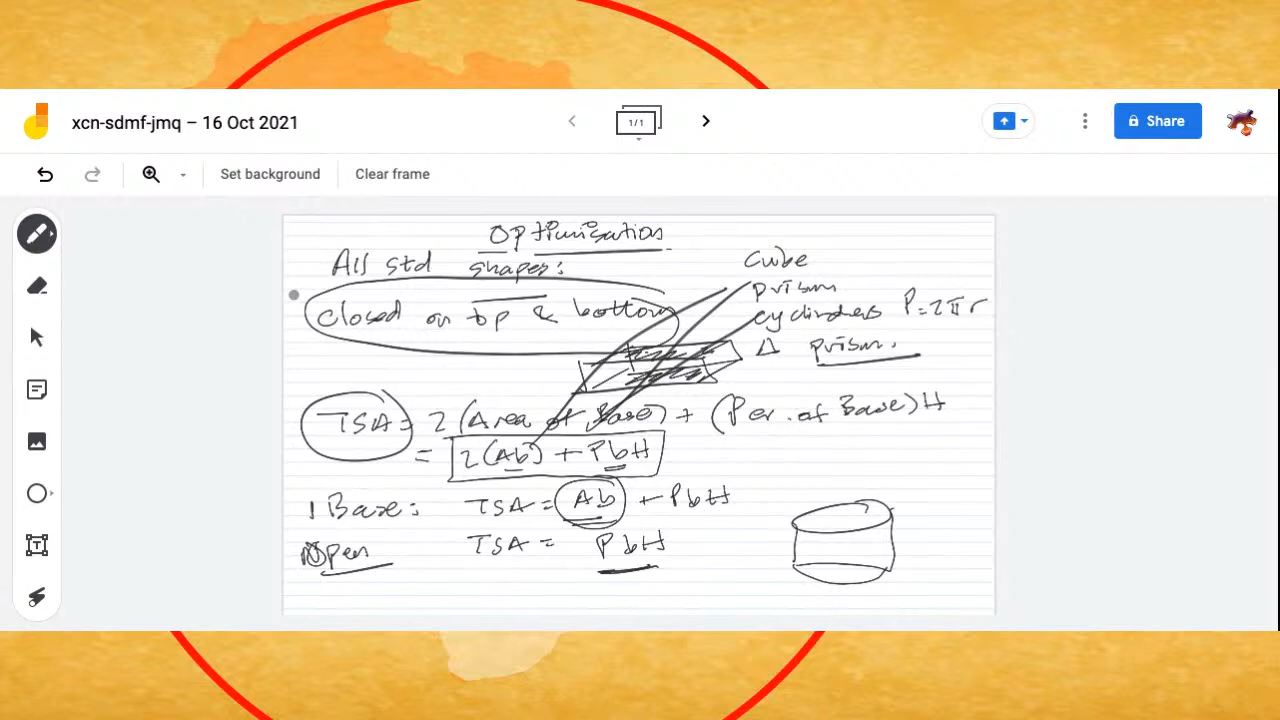 xcn-sdmf-jmq – 16 Oct 2021
1/1
Share
Set background
Clear frame
Optimisation
All std shapes:
closed on top & bottom
Cube
prism
cyclinders P=2πr
Δ prism.
TSA = 2(Area of Base) + (Per. of Base)H
= 2(Ab) + PbH
1 Base: TSA = Ab + PbH
Open TSA = PbH